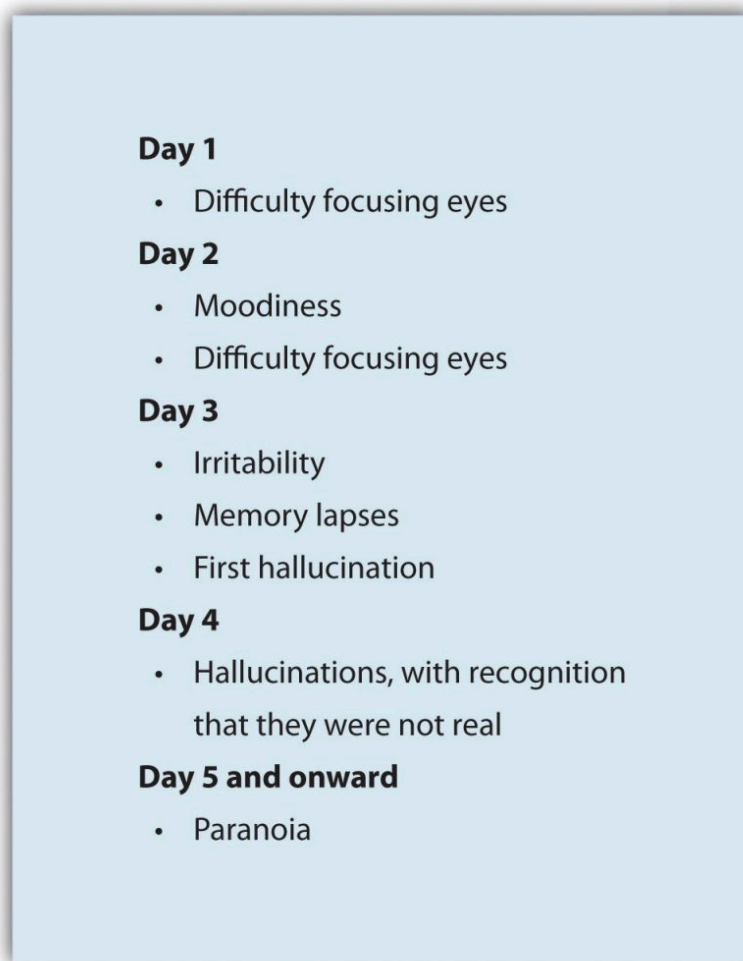 Day 1
• Difficulty focusing eyes
Day 2
• Moodiness
• Difficulty focusing eyes
Day 3
• Irritability
• Memory lapses
• First hallucination
Day 4
• Hallucinations, with recognition
that they were not real
Day 5 and onward
• Paranoia